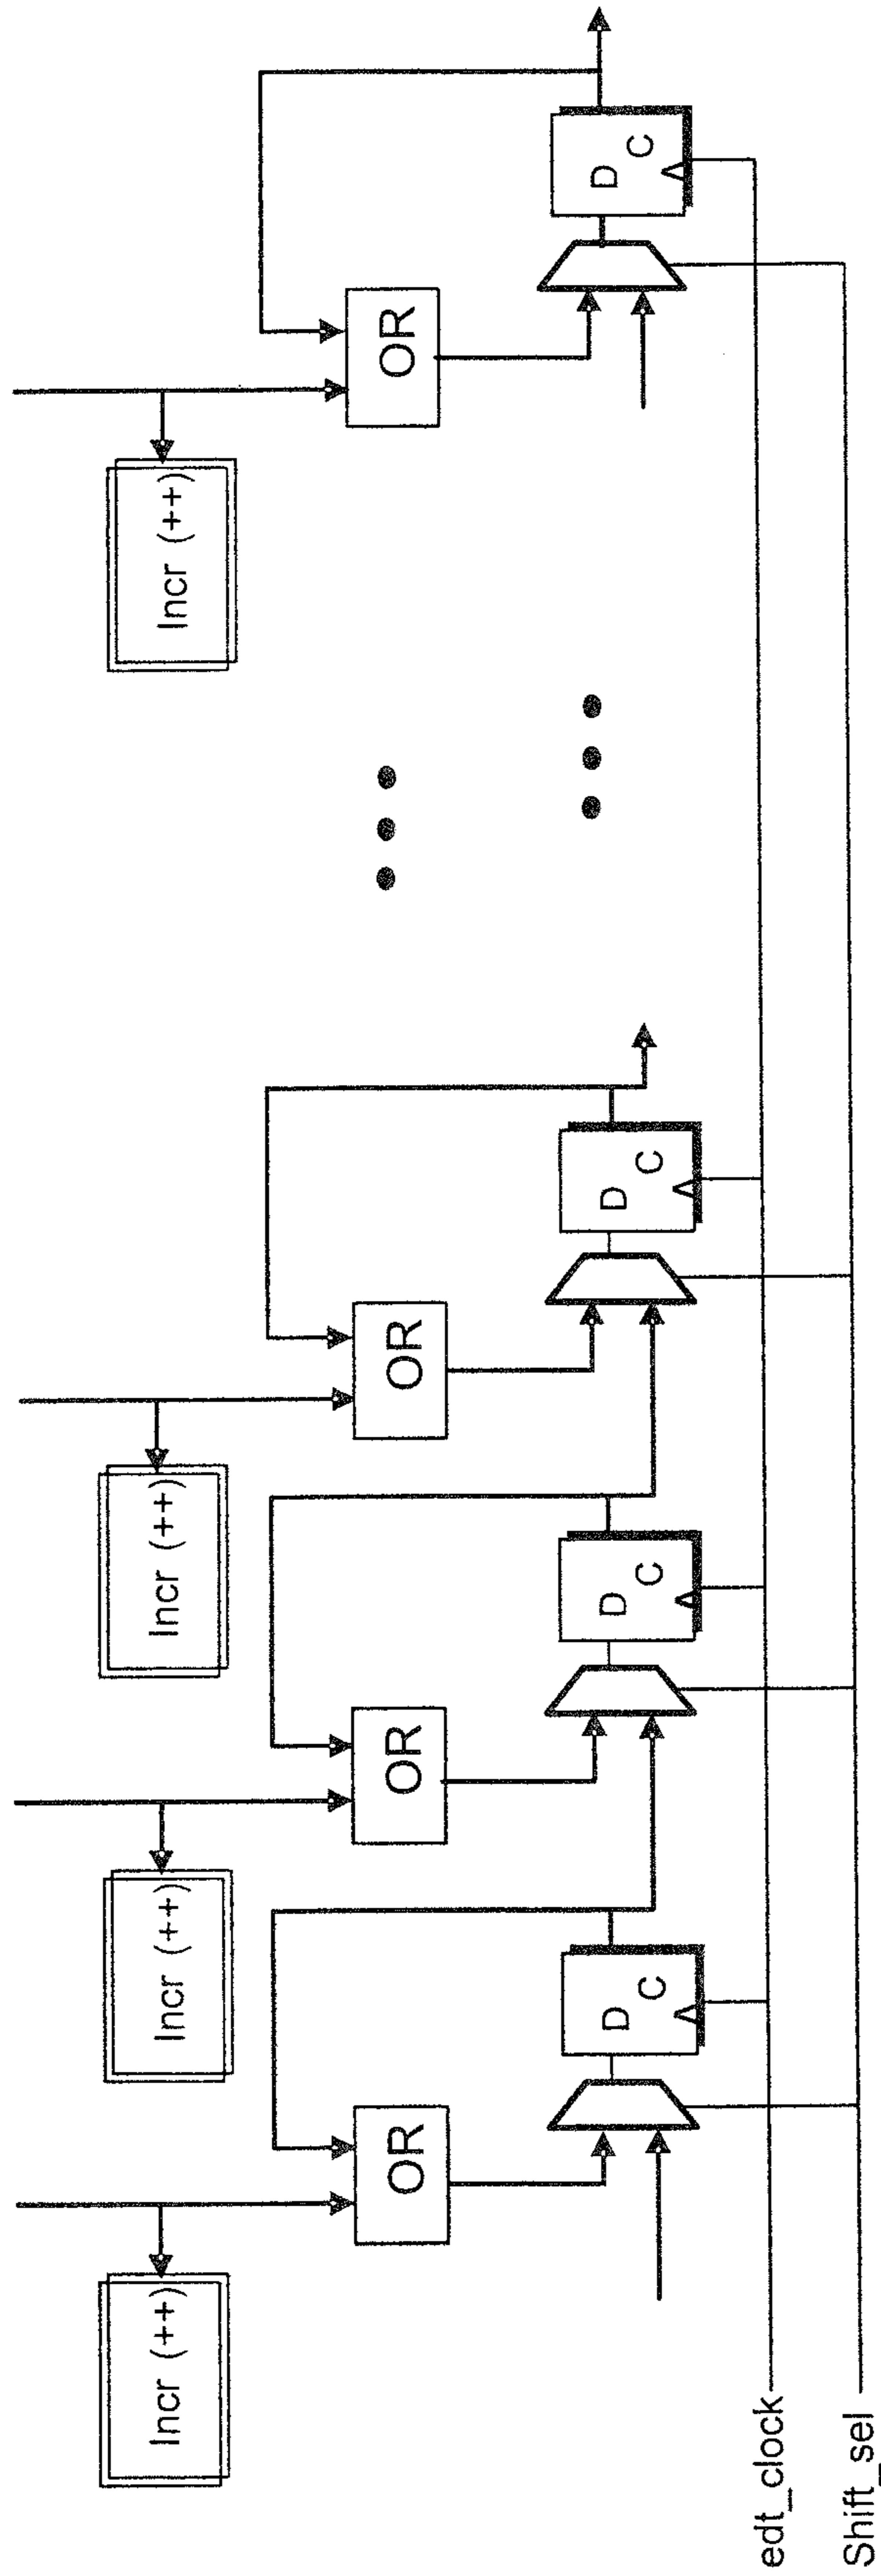 Incr (++)
Incr (++)
Incr (++)
Incr (++)
OR
OR
OR
OR
D
C
D
C
D
C
D
C
edt_clock
Shift_sel